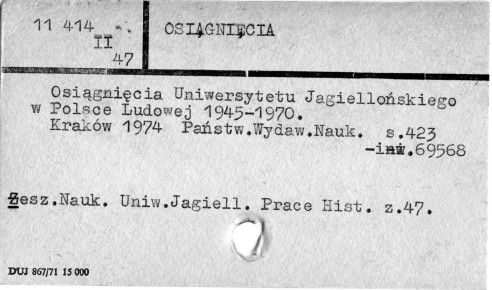 11 414
II
47
OSIĄGNIĘCIA
Osiągnięcia Uniwersytetu Jagiellońskiego
w Polsce Ludowej 1945-1970.
Kraków 1974 Państw.Wydaw.Nauk. s.423
-inw.69568
Zesz.Nauk. Uniw.Jagiell. Prace Hist. z.47.
DUJ 867/71 15 000